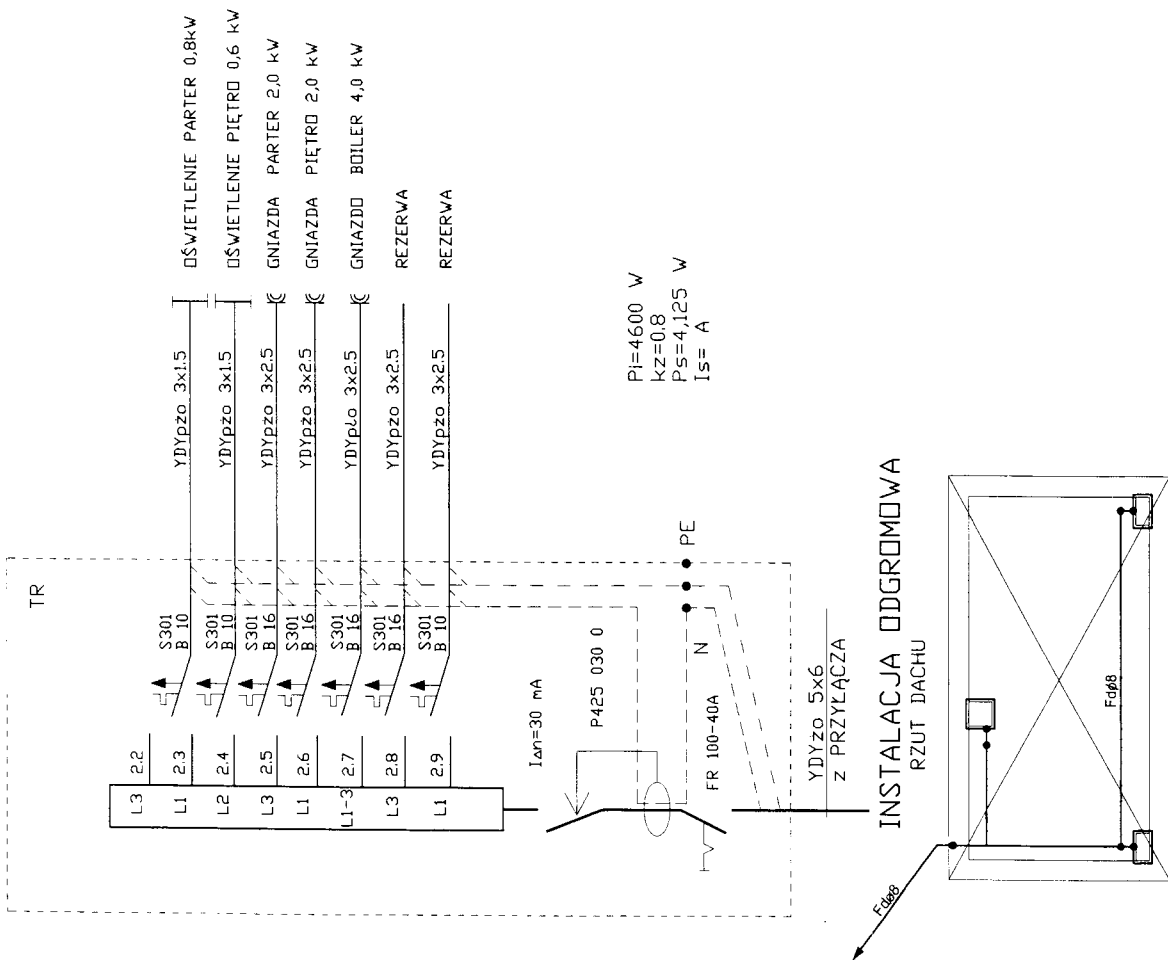 TR
L3 2.2
L1 2.3
L2 2.4
L3 2.5
L1 2.6
L1-3 2.7
L3 2.8
L1 2.9
S301
B 10
S301
B 10
S301
B 16
S301
B 16
S301
B 16
S301
B 16
S301
B 10
YDYpżo 3x1.5
YDYpżo 3x1.5
YDYpżo 3x2.5
YDYpżo 3x2.5
YDYpło 3x2.5
YDYpżo 3x2.5
YDYpżo 3x2.5
OŚWIETLENIE PARTER 0,8kW
OŚWIETLENIE PIĘTRO 0,6 kW
GNIAZDA PARTER 2,0 kW
GNIAZDA PIĘTRO 2,0 kW
GNIAZDO BOILER 4,0 kW
REZERWA
REZERWA
IΔn=30 mA
P425 030 0
FR 100-40A
N
PE
Pi=4600 W
kz=0.8
Ps=4,125 W
Is= A
YDYżo 5x6
z PRZYŁĄCZA
INSTALACJA ODGROMOWA
RZUT DACHU
Fdø8
Fdø8